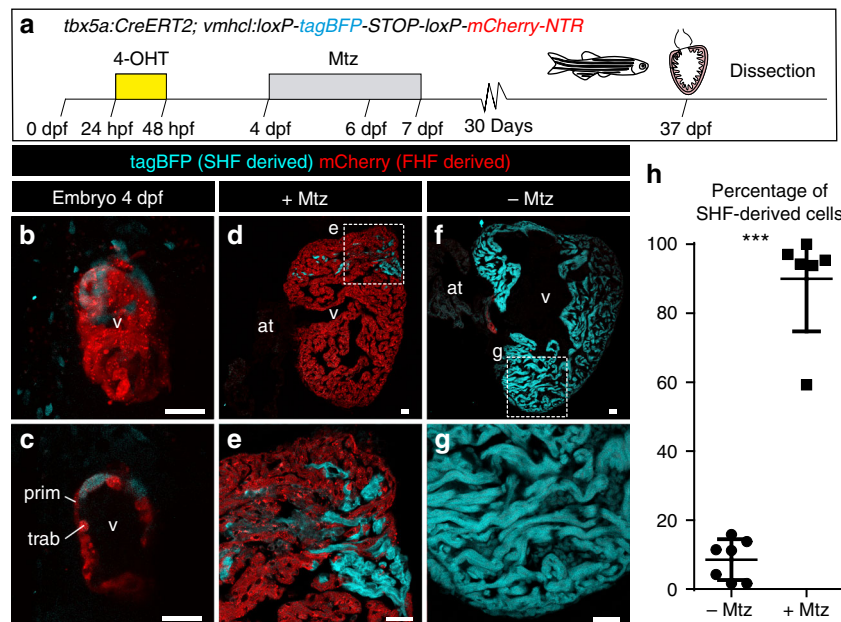 a tbx5a:CreERT2; vmhcl:loxP-tagBFP-STOP-loxP-mCherry-NTR
4-OHT Mtz Dissection
0 dpf 24 hpf 48 hpf 4 dpf 6 dpf 7 dpf 30 Days 37 dpf
tagBFP (SHF derived) mCherry (FHF derived)
Embryo 4 dpf + Mtz – Mtz
b v
c prim trab v
d e at v
e
f at v g
g
h
Percentage of
SHF-derived cells
***
100
80
60
40
20
0
– Mtz + Mtz